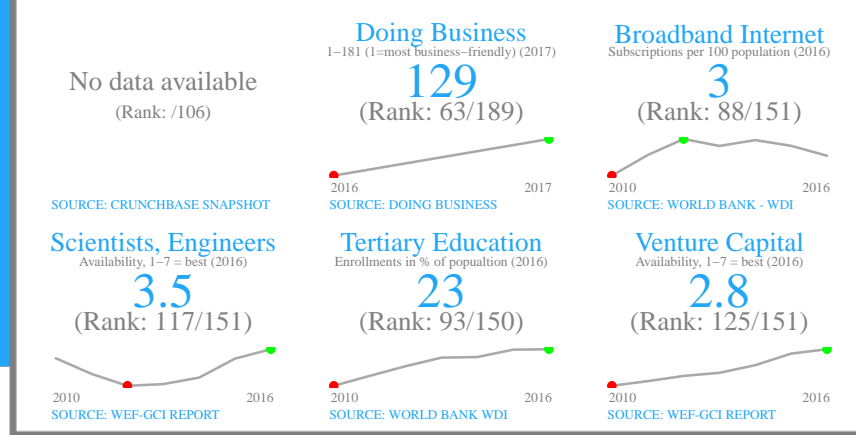 No data available
(Rank: /106)
SOURCE: CRUNCHBASE SNAPSHOT
Doing Business
1−181 (1=most business−friendly) (2017)
129
(Rank: 63/189)
2016 2017
SOURCE: DOING BUSINESS
Broadband Internet
Subscriptions per 100 population (2016)
3
(Rank: 88/151)
2010 2016
SOURCE: WORLD BANK - WDI
Scientists, Engineers
Availability, 1−7 = best (2016)
3.5
(Rank: 117/151)
2010 2016
SOURCE: WEF-GCI REPORT
Tertiary Education
Enrollments in % of popualtion (2016)
23
(Rank: 93/150)
2010 2016
SOURCE: WORLD BANK WDI
Venture Capital
Availability, 1−7 = best (2016)
2.8
(Rank: 125/151)
2010 2016
SOURCE: WEF-GCI REPORT